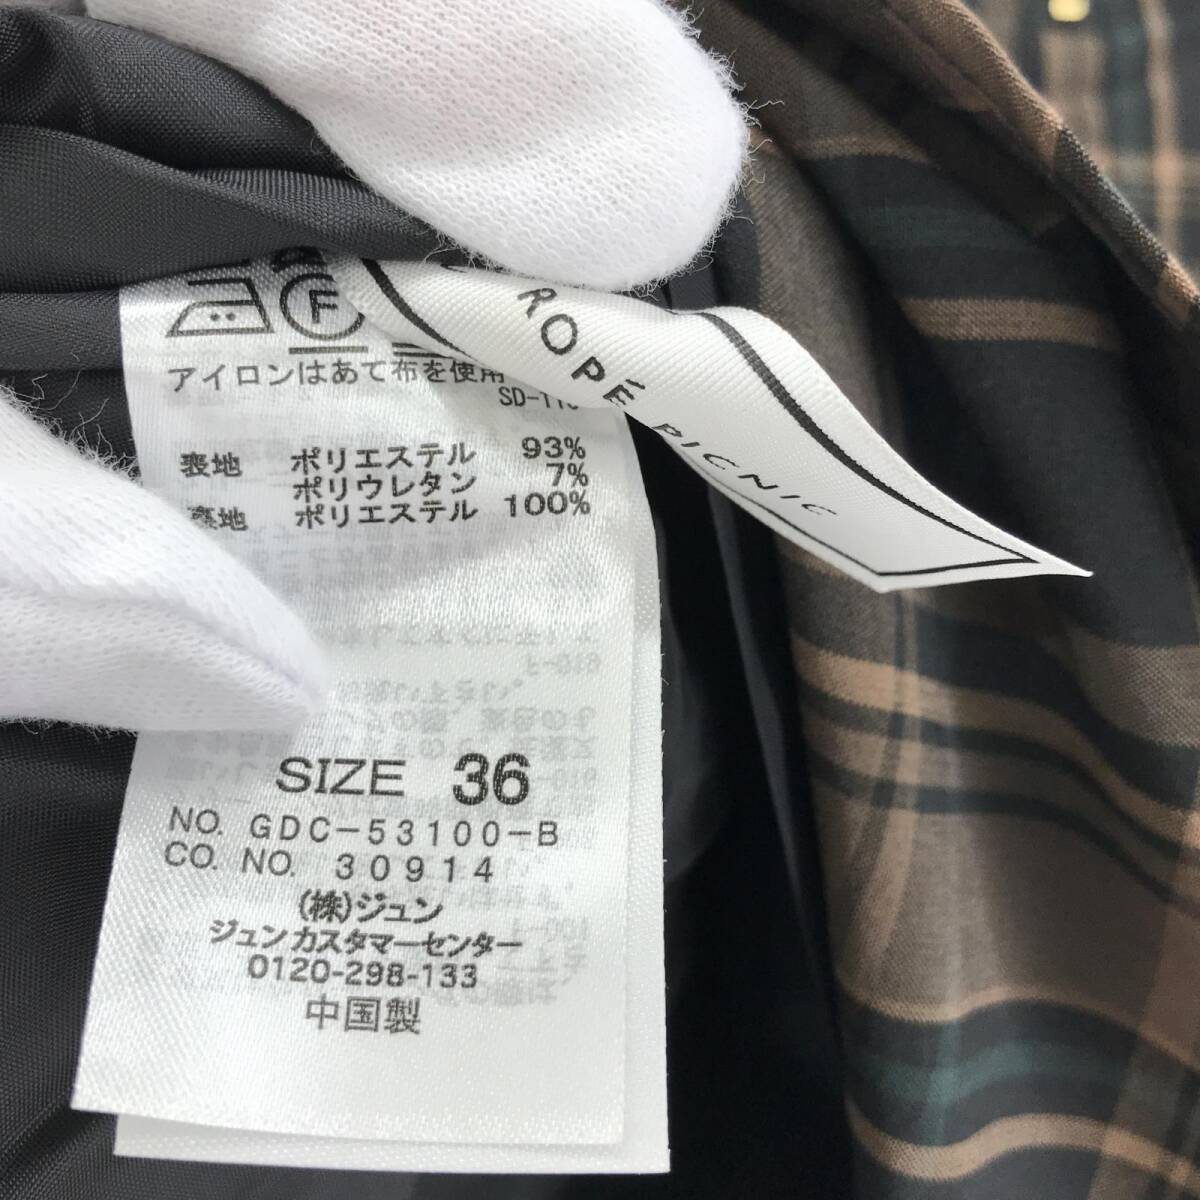 F
アイロンはあて布を使用
表地 ポリエステル 93%
ポリウレタン 7%
裏地 ポリエステル 100%
SIZE 36
NO. GDC-53100-B
CO. NO. 30914
(株)ジュン
ジュンカスタマーセンター
0120-298-133
中国製
ROPÉ
PICNIC